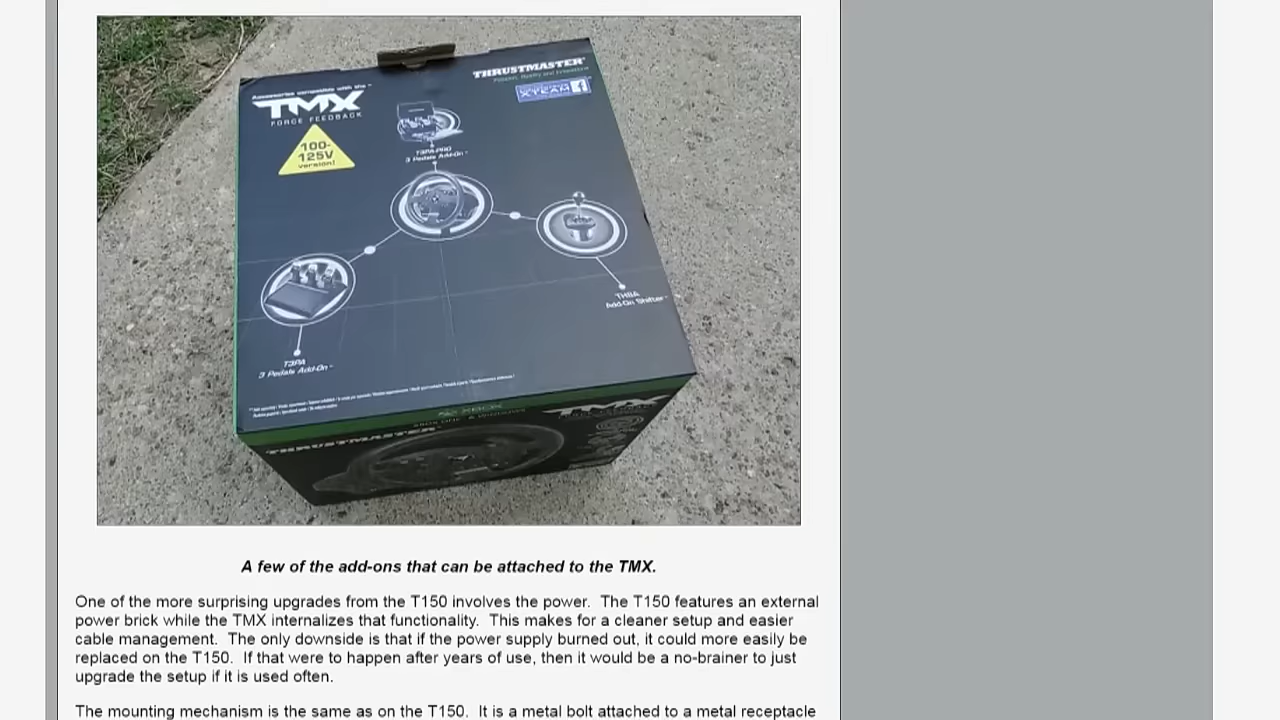 THRUSTMASTER
Accessories compatible with the
TMX
FORCE FEEDBACK
100-
125V
version!
T3PA-PRO
3 Pedals Add-On
TH8A
Add-On Shifter
T3PA
3 Pedals Add-On
XBOX
THRUSTMASTER
TMX
A few of the add-ons that can be attached to the TMX.
One of the more surprising upgrades from the T150 involves the power. The T150 features an external
power brick while the TMX internalizes that functionality. This makes for a cleaner setup and easier
cable management. The only downside is that if the power supply burned out, it could more easily be
replaced on the T150. If that were to happen after years of use, then it would be a no-brainer to just
upgrade the setup if it is used often.
The mounting mechanism is the same as on the T150. It is a metal bolt attached to a metal receptacle